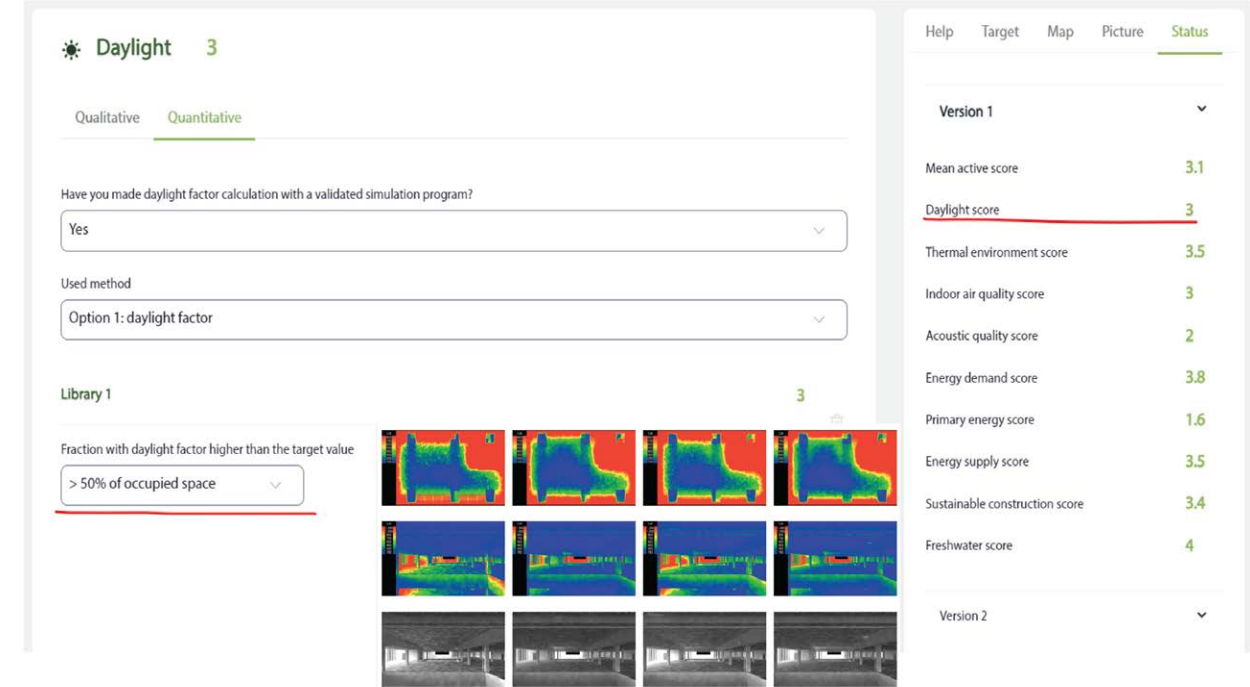 Daylight 3
Qualitative Quantitative
Have you made daylight factor calculation with a validated simulation program?
Yes
Used method
Option 1: daylight factor
Library 1 3
Fraction with daylight factor higher than the target value
> 50% of occupied space
Help Target Map Picture Status
Version 1
Mean active score 3.1
Daylight score 3
Thermal environment score 3.5
Indoor air quality score 3
Acoustic quality score 2
Energy demand score 3.8
Primary energy score 1.6
Energy supply score 3.5
Sustainable construction score 3.4
Freshwater score 4
Version 2